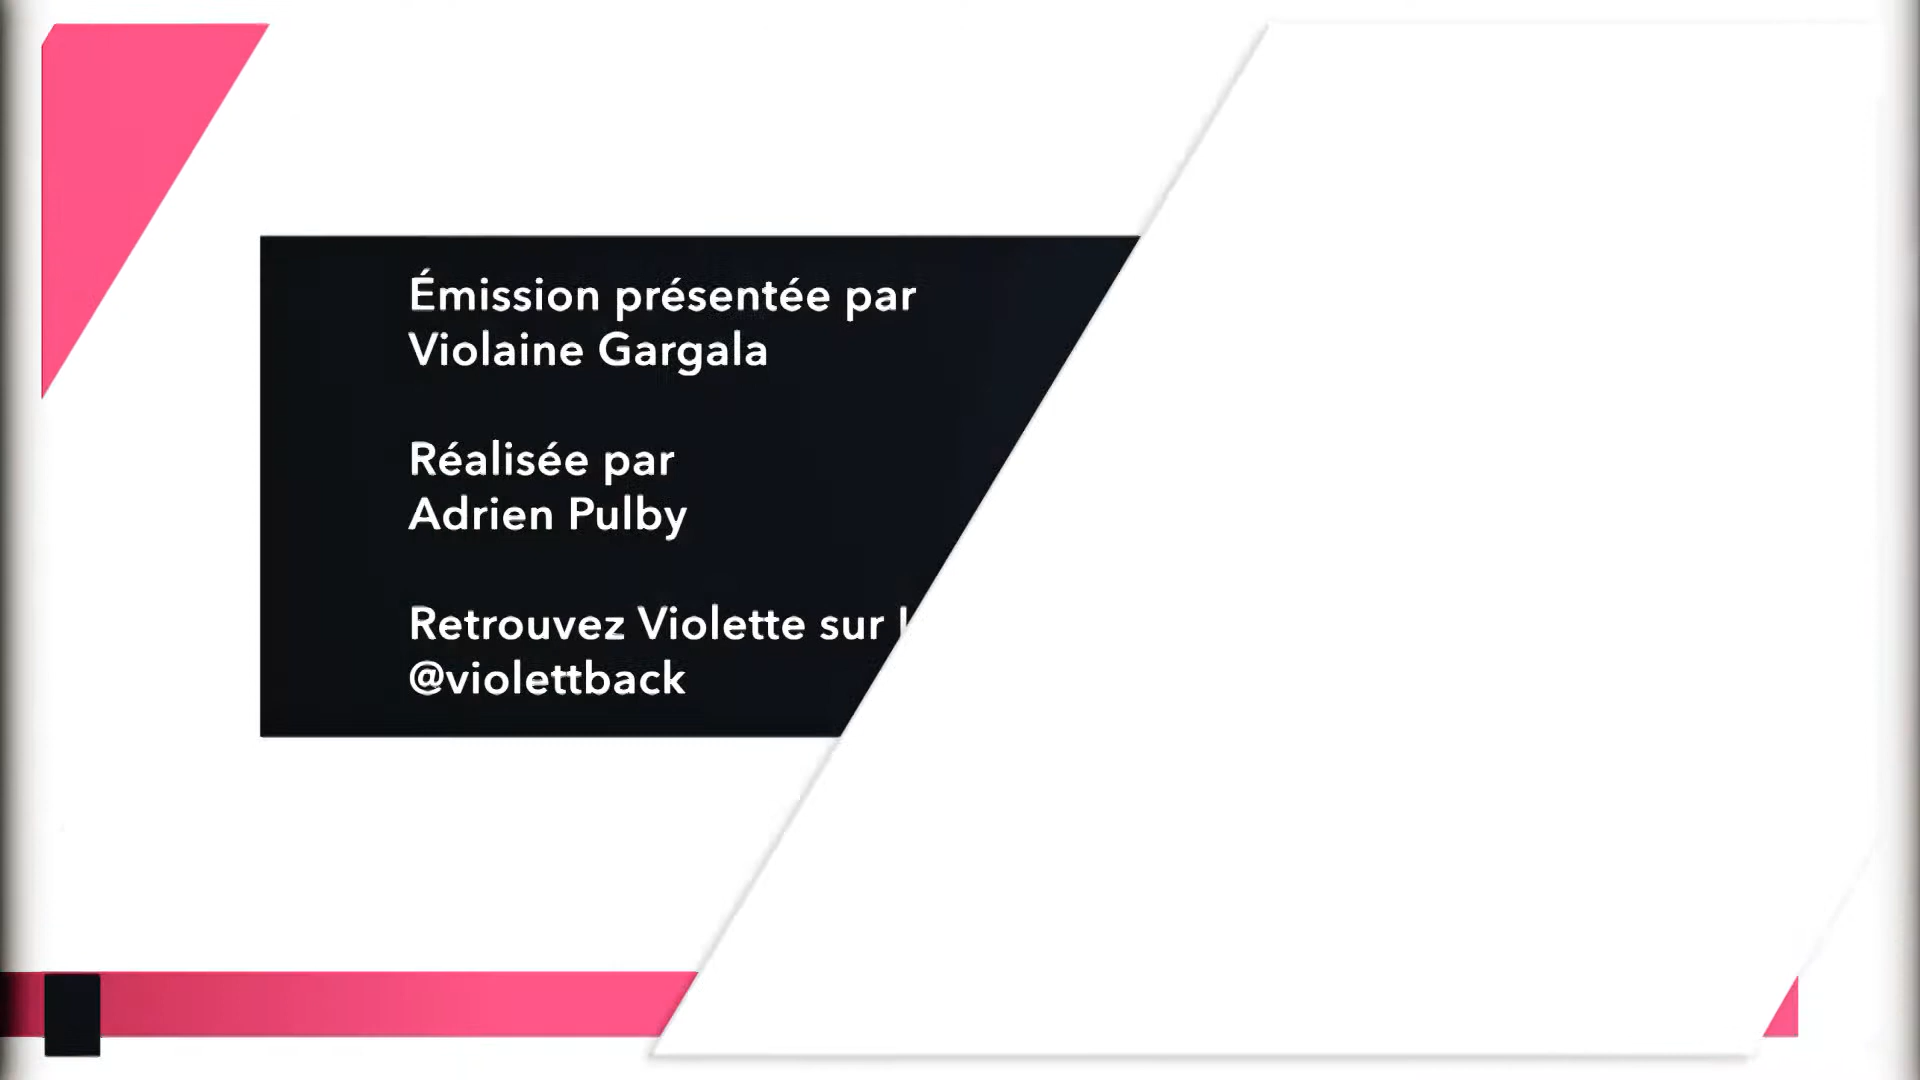 Émission présentée par
Violaine Gargala
Réalisée par
Adrien Pulby
Retrouvez Violette sur
@violettback